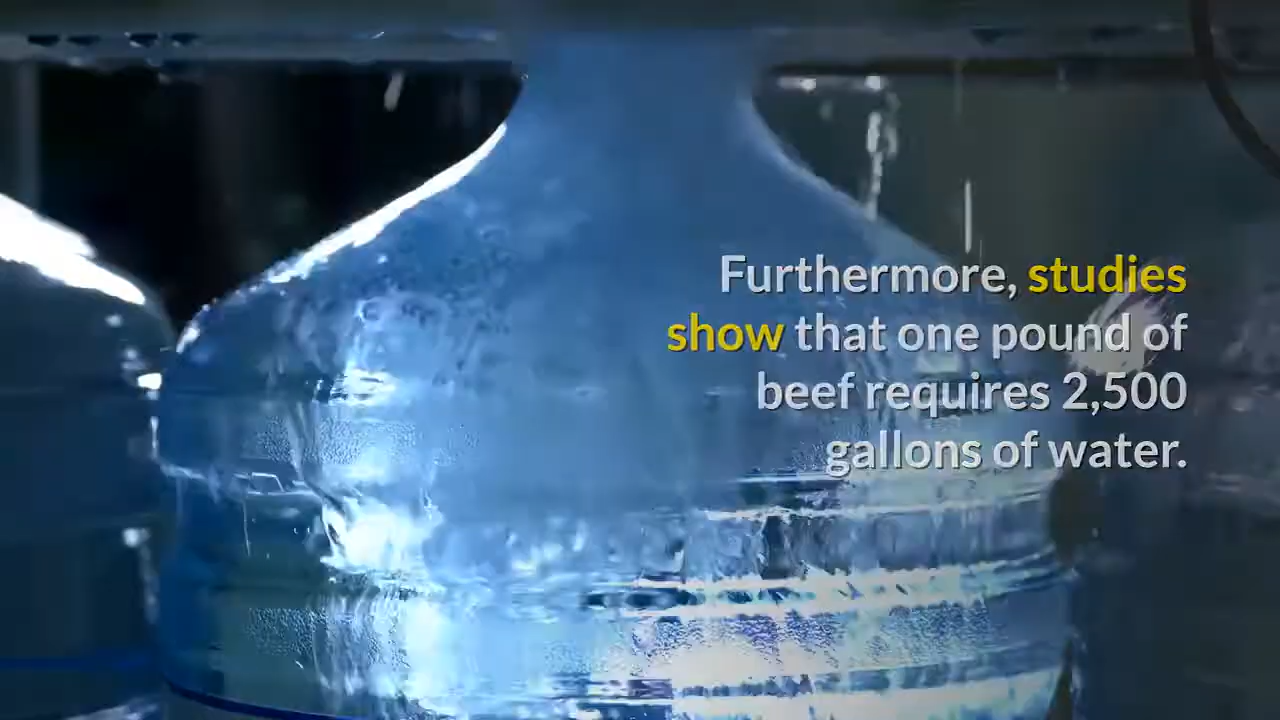 Furthermore, studies
show that one pound of
beef requires 2,500
gallons of water.